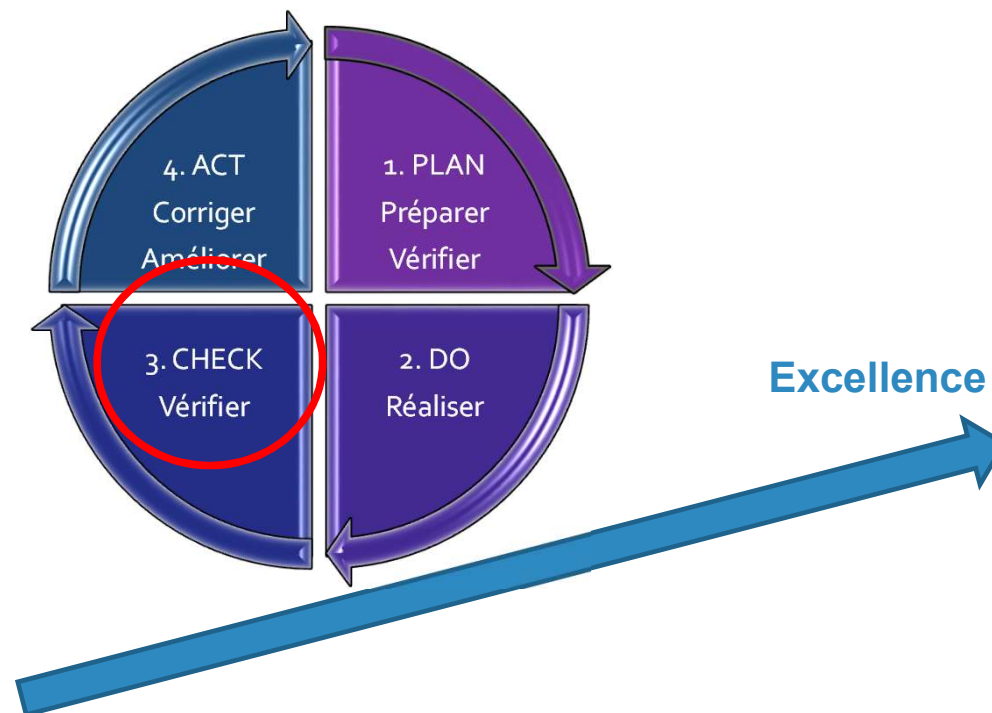 1. PLAN
Préparer
Vérifier
2. DO
Réaliser
3. CHECK
Vérifier
4. ACT
Corriger
Améliorer
Excellence